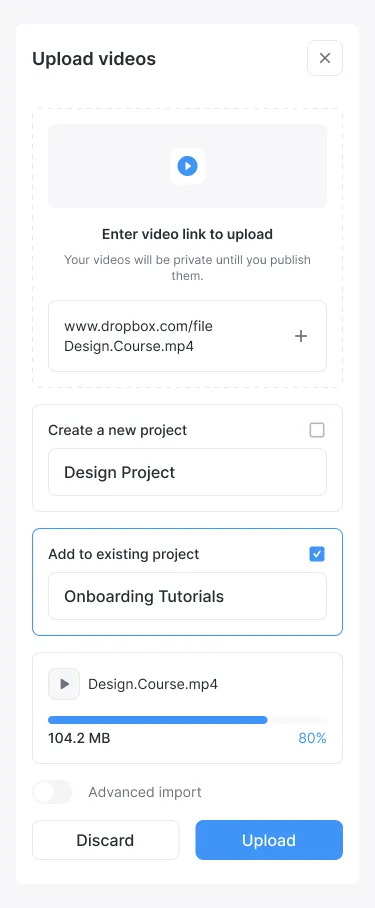 Upload videos
Enter video link to upload
Your videos will be private untill you publish
them.
www.dropbox.com/file
Design.Course.mp4
Create a new project
Design Project
Add to existing project
Onboarding Tutorials
Design.Course.mp4
104.2 MB 80%
Advanced import
Discard Upload